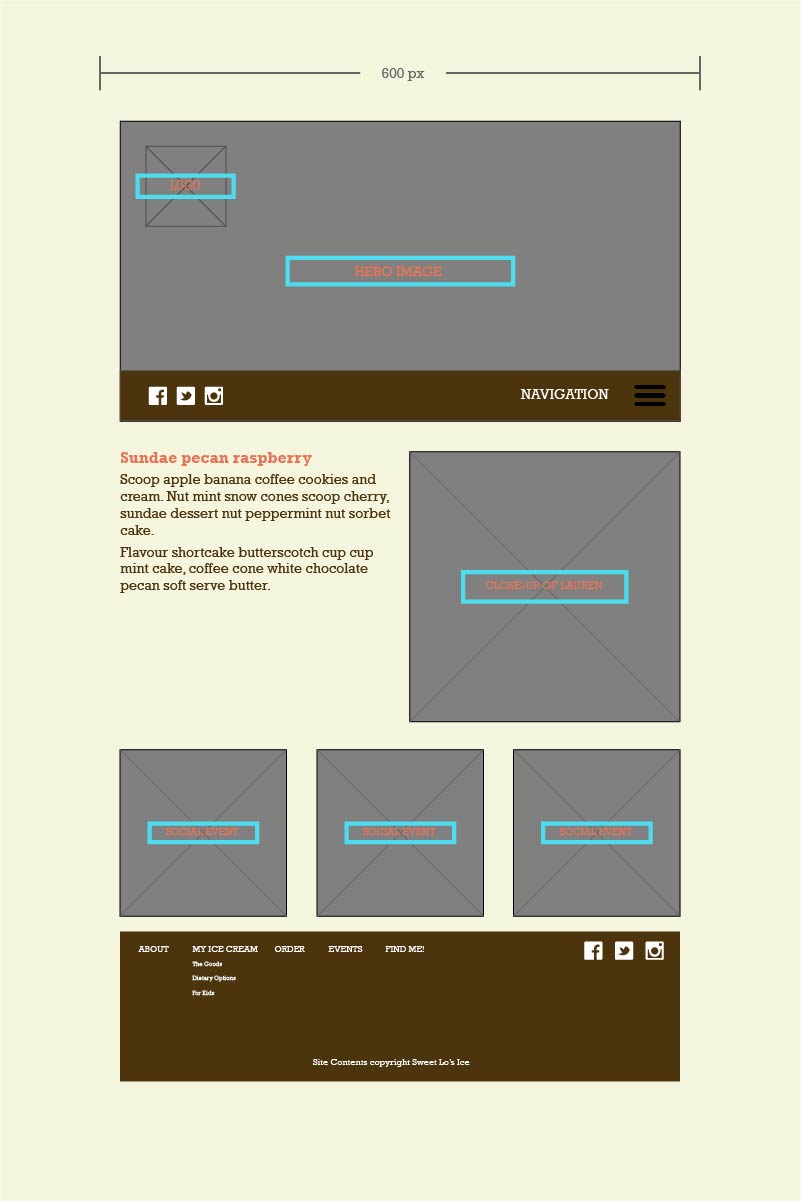 600 px
LOGO
HERO IMAGE
NAVIGATION
Sundae pecan raspberry
Scoop apple banana coffee cookies and
cream. Nut mint snow cones scoop cherry,
sundae dessert nut peppermint nut sorbet
cake.
Flavour shortcake butterscotch cup cup
mint cake, coffee cone white chocolate
pecan soft serve butter.
CLOSE-UP OF LAUREN
SOCIAL EVENT SOCIAL EVENT SOCIAL EVENT
ABOUT MY ICE CREAM ORDER EVENTS FIND ME!
The Goods
Dietary Options
For Kids
Site Contents copyright Sweet Lo's Ice